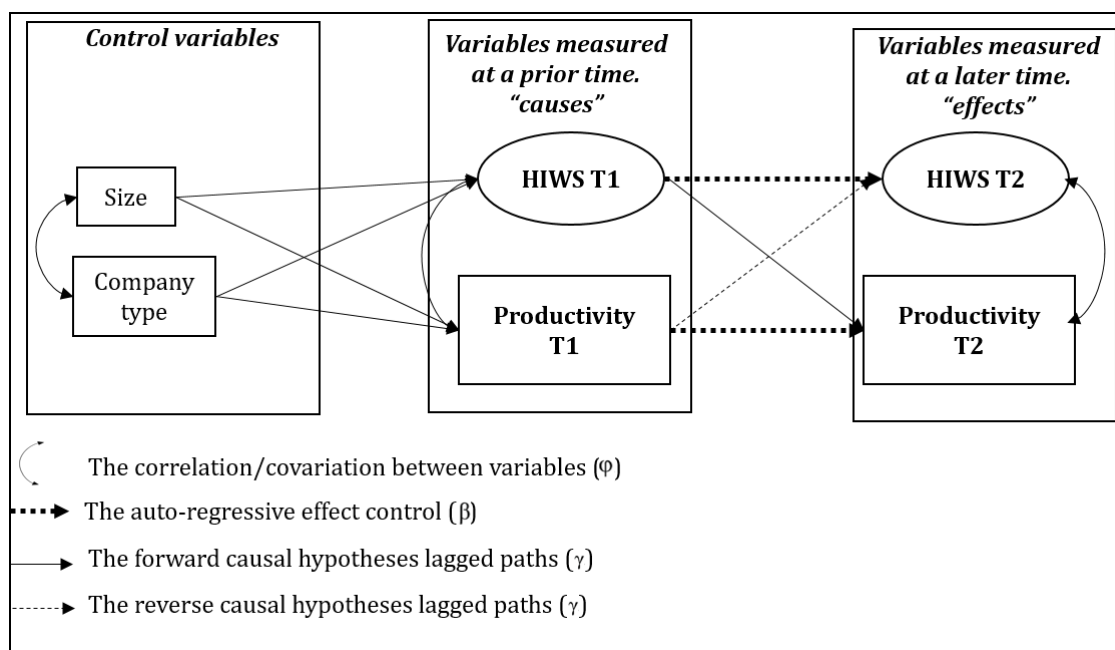 Control variables
Variables measured
at a prior time.
“causes”
Variables measured
at a later time.
“effects”
Size
Company
type
HIWS T1
Productivity
T1
HIWS T2
Productivity
T2
The correlation/covariation between variables (φ)
The auto-regressive effect control (β)
The forward causal hypotheses lagged paths (γ)
The reverse causal hypotheses lagged paths (γ)